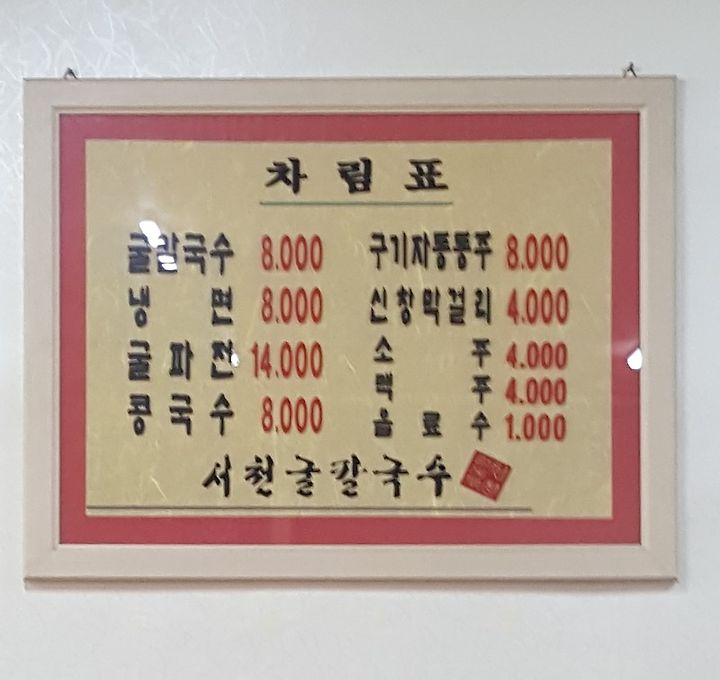 차림표
굴칼국수 8.000
냉면 8.000
굴파전 14.000
콩국수 8.000
구기자동동주 8.000
신창막걸리 4.000
소주 4.000
맥주 4.000
음료수 1.000
서천굴칼국수